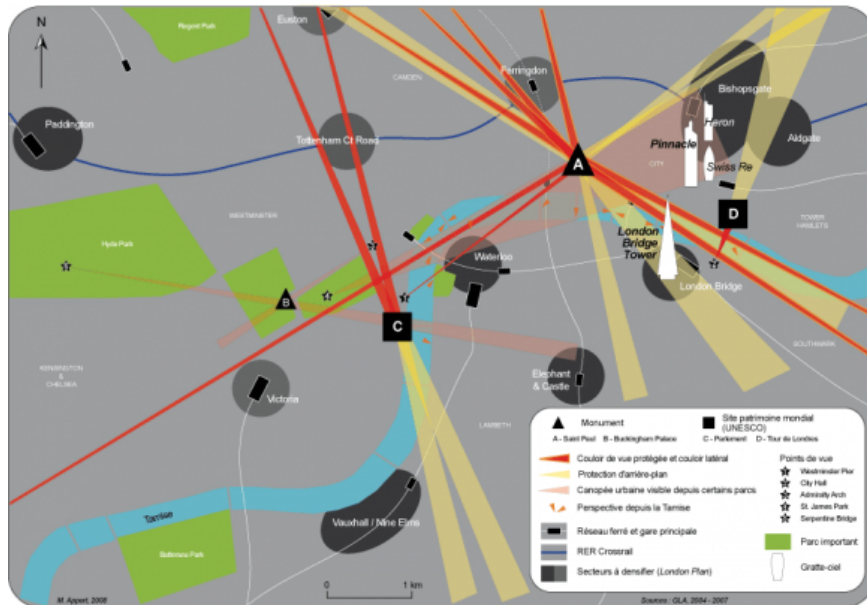 Regent Park
Euston
N
CAMDEN
Farringdon
Bishopsgate
Paddington
Tottenham Ct Road
Heron
Aldgate
Pinnacle
A
CITY
Swiss Re
WESTMINSTER
D
TOWER
HAMLETS
Hyde Park
Waterloo
London
Bridge
Tower
B
London Bridge
C
SOUTHWARK
KENSINGTON
&
CHELSEA
Victoria
Elephant
& Castle
LAMBETH
Vauxhall / Nine Elms
Tamise
Battersea Park
M. Appert, 2008
0
1 km
Monument
Site patrimoine mondial
(UNESCO)
A - Saint Paul
B - Buckingham Palace
C - Parlement
D - Tour de Londres
Couloir de vue protégée et couloir latéral
Protection d'arrière-plan
Canopée urbaine visible depuis certains parcs
Perspective depuis la Tamise
Réseau ferré et gare principale
RER Crossrail
Secteurs à densifier (London Plan)
Points de vue
Westminster Pier
City Hall
Admiralty Arch
St. James Park
Serpentine Bridge
Parc important
Gratte-ciel
Sources : GLA, 2004 - 2007